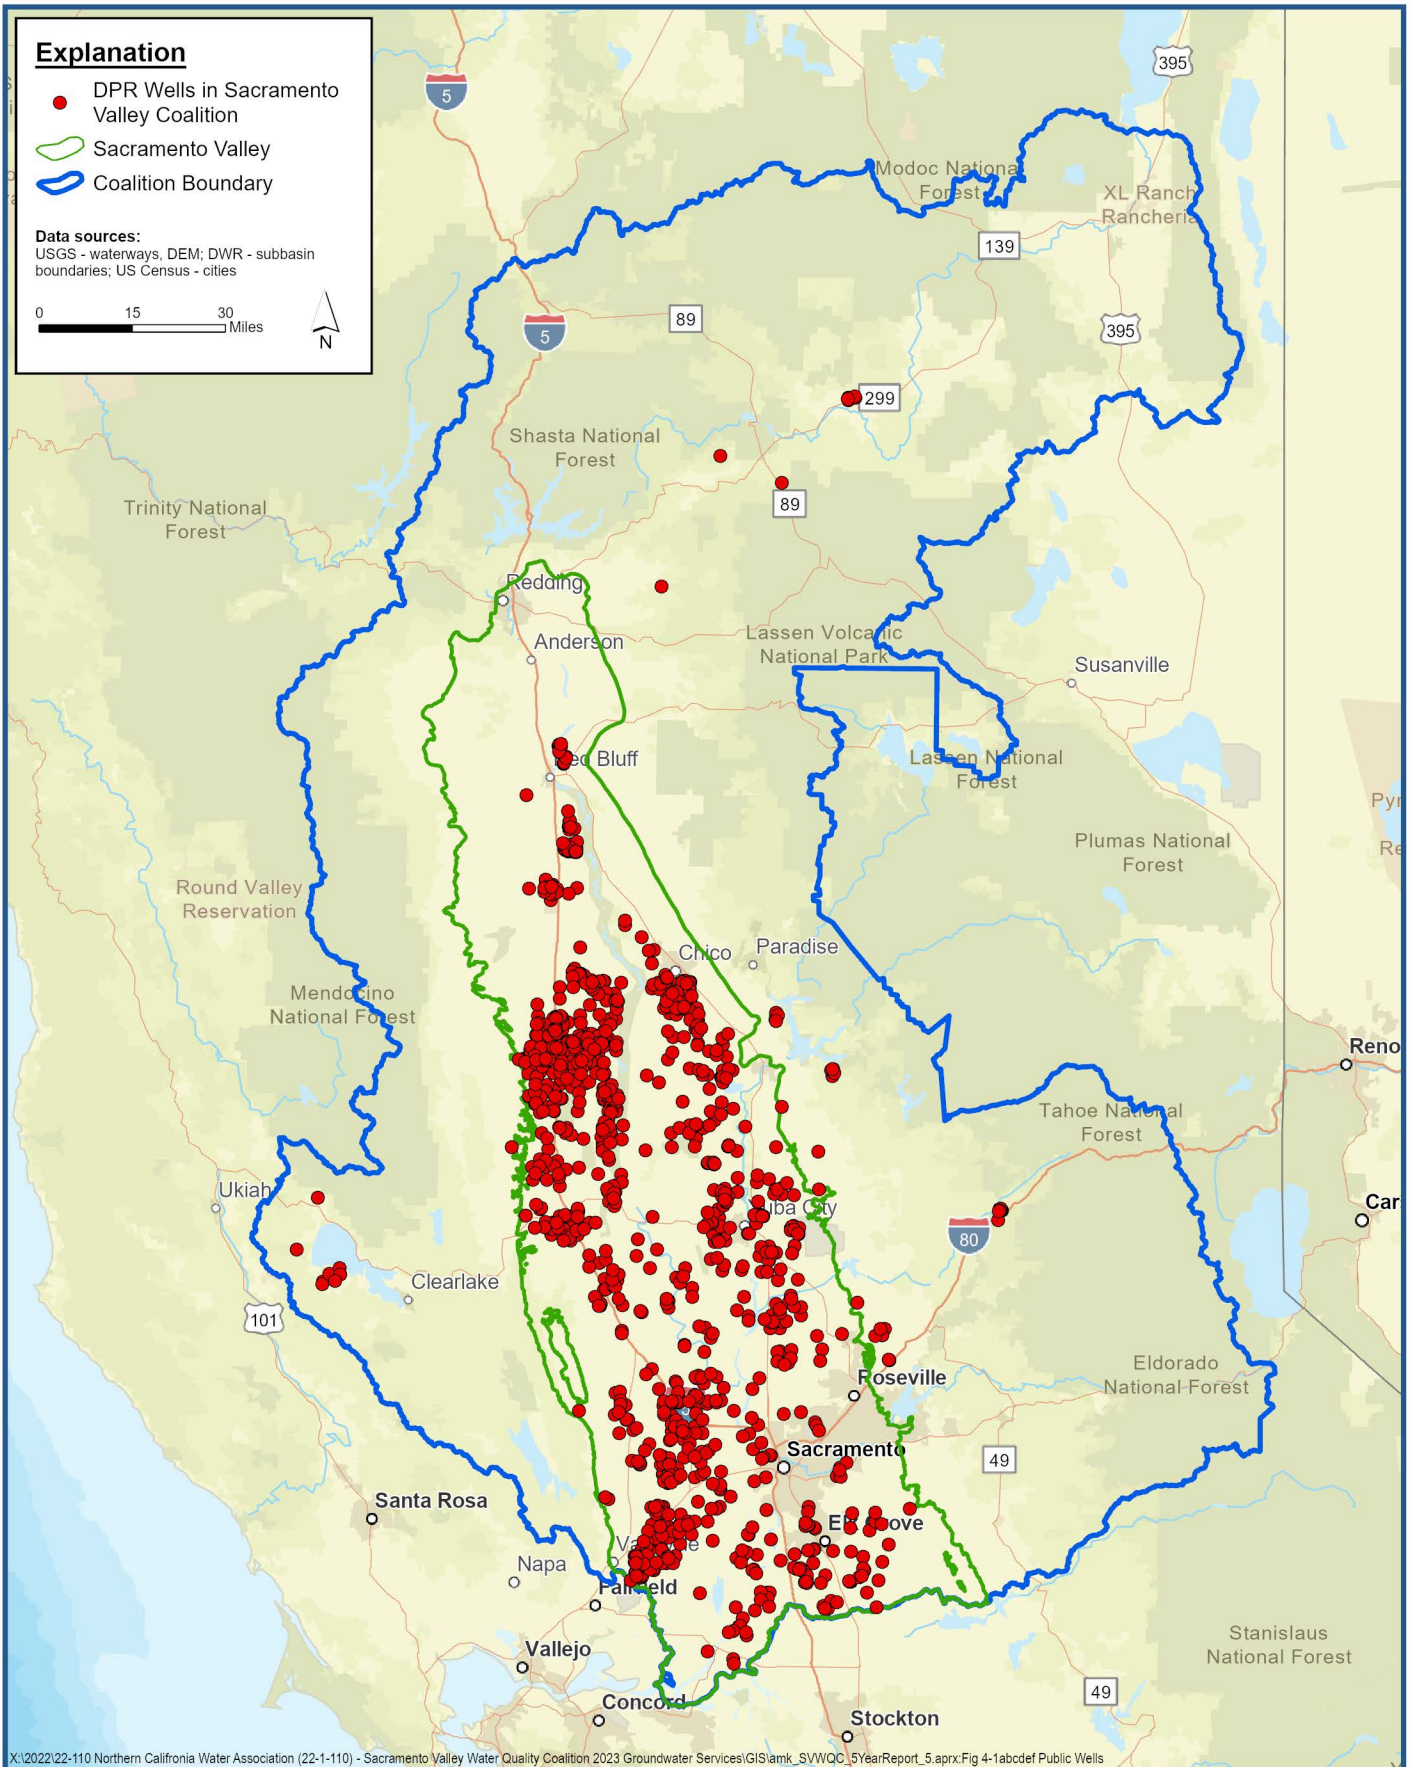 Explanation
DPR Wells in Sacramento
Valley Coalition
Sacramento Valley
Coalition Boundary
Data sources:
USGS - waterways, DEM; DWR - subbasin
boundaries; US Census - cities
0 15 30
Miles
N
5
395
Modoc National
Forest
XL Ranch
Rancheria
139
89
5
395
299
Shasta National
Forest
89
Trinity National
Forest
Redding
Anderson
Lassen Volcanic
National Park
Susanville
Red Bluff
Lassen National
Forest
Plumas National
Forest
Round Valley
Reservation
Chico
Paradise
Mendocino
National Forest
Reno
Tahoe National
Forest
Ukiah
Yuba City
80
Clearlake
101
Eldorado
National Forest
Roseville
Sacramento
49
Santa Rosa
Elk Grove
Napa
Fairfield
Vallejo
Stanislaus
National Forest
Concord
49
Stockton
X:\2022\22-110 Northern Califronia Water Association (22-1-110) - Sacramento Valley Water Quality Coalition 2023 Groundwater Services\GIS\amk_SVWQC_5YearReport_5.aprx:Fig 4-1abcdef Public Wells